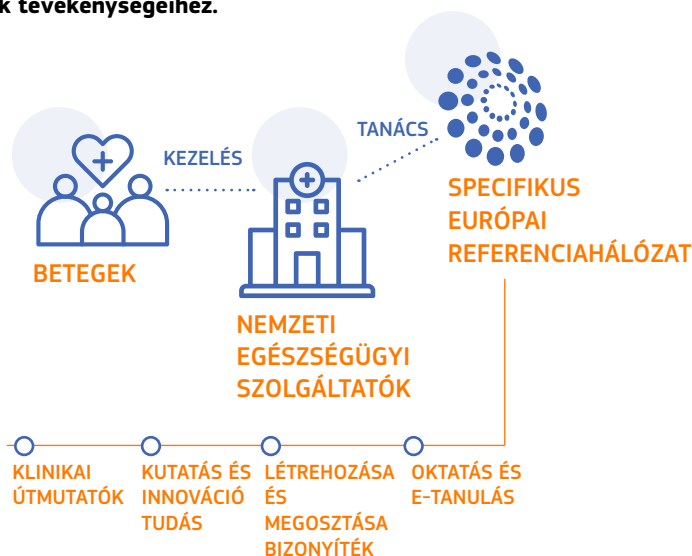 tevékenységeihez.
KEZELÉS
TANÁCS
BETEGEK
NEMZETI
EGÉSZSÉGÜGYI
SZOLGÁLTATÓK
SPECIFIKUS
EURÓPAI
REFERENCIAHÁLÓZAT
KLINIKAI
ÚTMUTATÓK
KUTATÁS ÉS
INNOVÁCIÓ
TUDÁS
LÉTREHOZÁSA
ÉS
MEGOSZTÁSA
BIZONYÍTÉK
OKTATÁS ÉS
E-TANULÁS